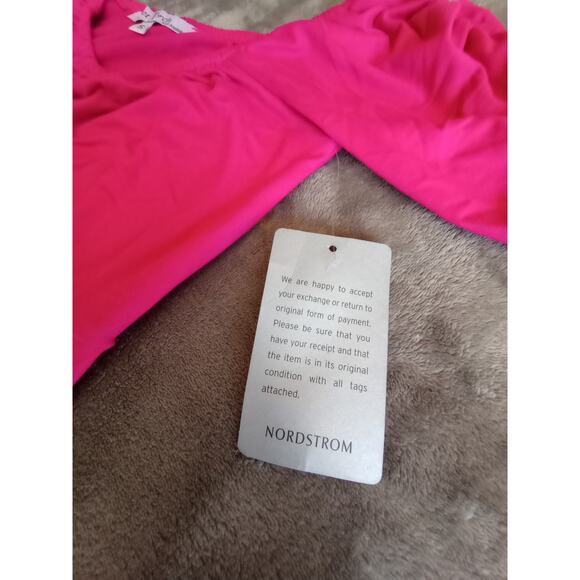 S
We are happy to accept
your exchange or return to
original form of payment.
Please be sure that you
have your receipt and that
the item is in its original
condition with all tags
attached.
NORDSTROM